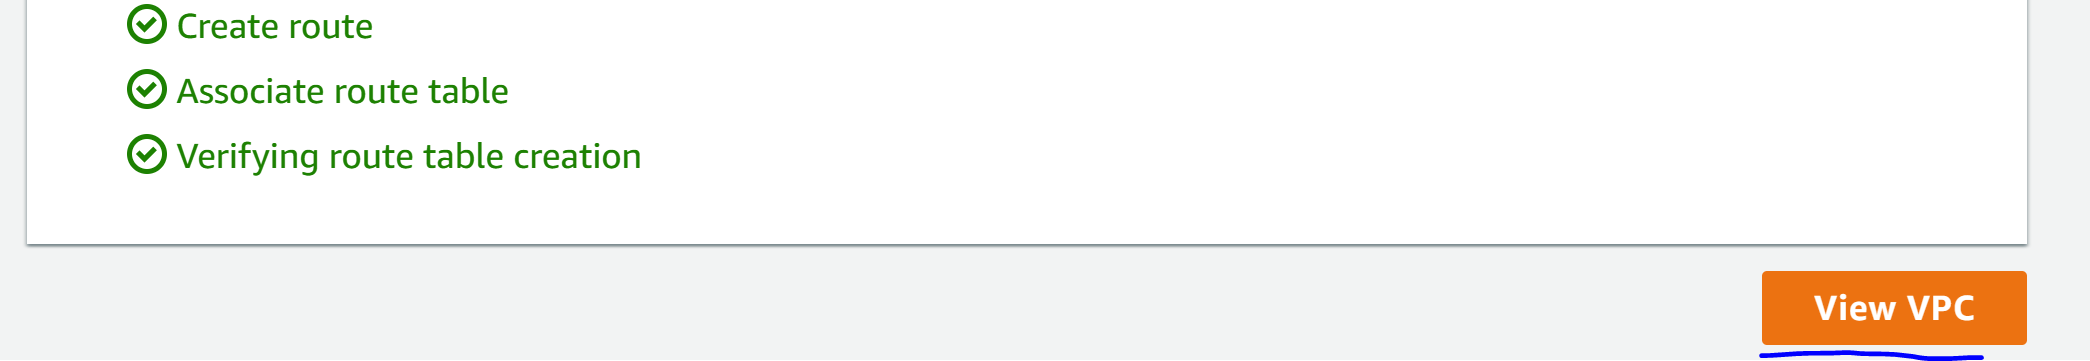 Create route
Associate route table
Verifying route table creation
View VPC